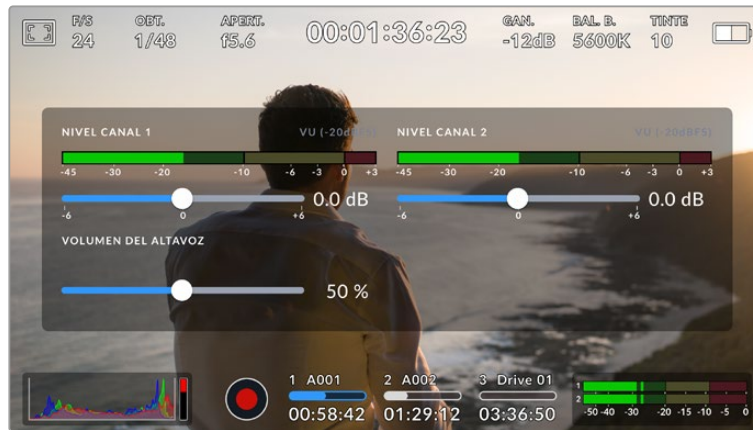 F/S OBT. APERT. 00:01:36:23 GAN. BAL. B. TINTE
24 1/48 f5.6 -12dB 5600K 10
NIVEL CANAL 1 VU (-20dBFS) NIVEL CANAL 2 VU (-20dBFS)
-45 -30 -20 -10 -6 -3 0 +3 -45 -30 -20 -10 -6 -3 0 +3
0.0 dB 0.0 dB
-6 0 +6 -6 0 +6
VOLUMEN DEL ALTAVOZ
50 %
1 A001 2 A002 3 Drive 01
00:58:42 01:29:12 03:36:50
1
2
-50 -40 -30 -20 -15 -10 -5 0